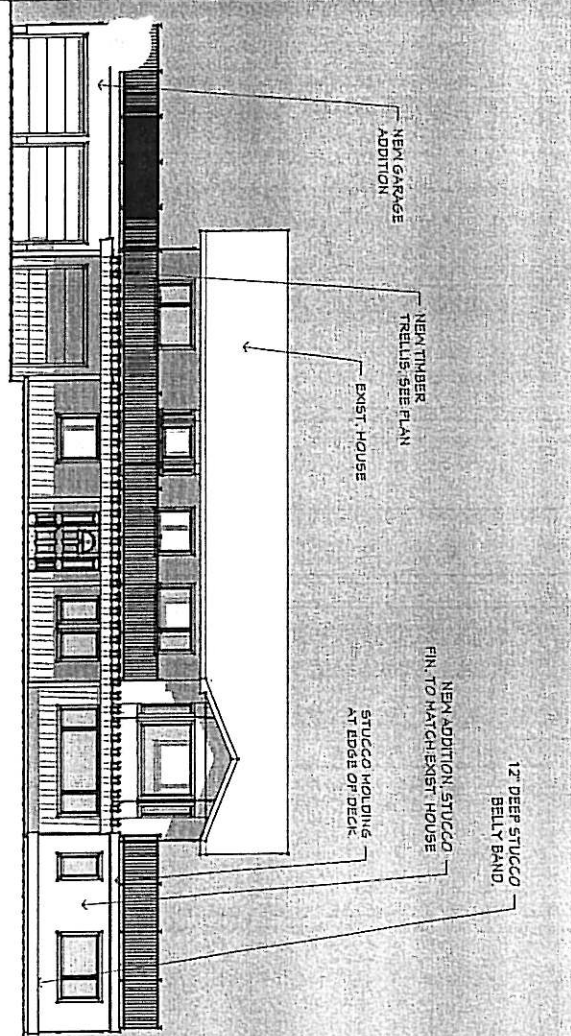 NEW GARAGE
ADDITION
NEW TIMBER
TRELLIS, SEE PLAN
EXIST. HOUSE
NEW ADDITION, STUCCO
FIN. TO MATCH EXIST HOUSE
STUCCO MOLDING
AT EDGE OF DECK
12" DEEP STUCCO
BELLY BAND